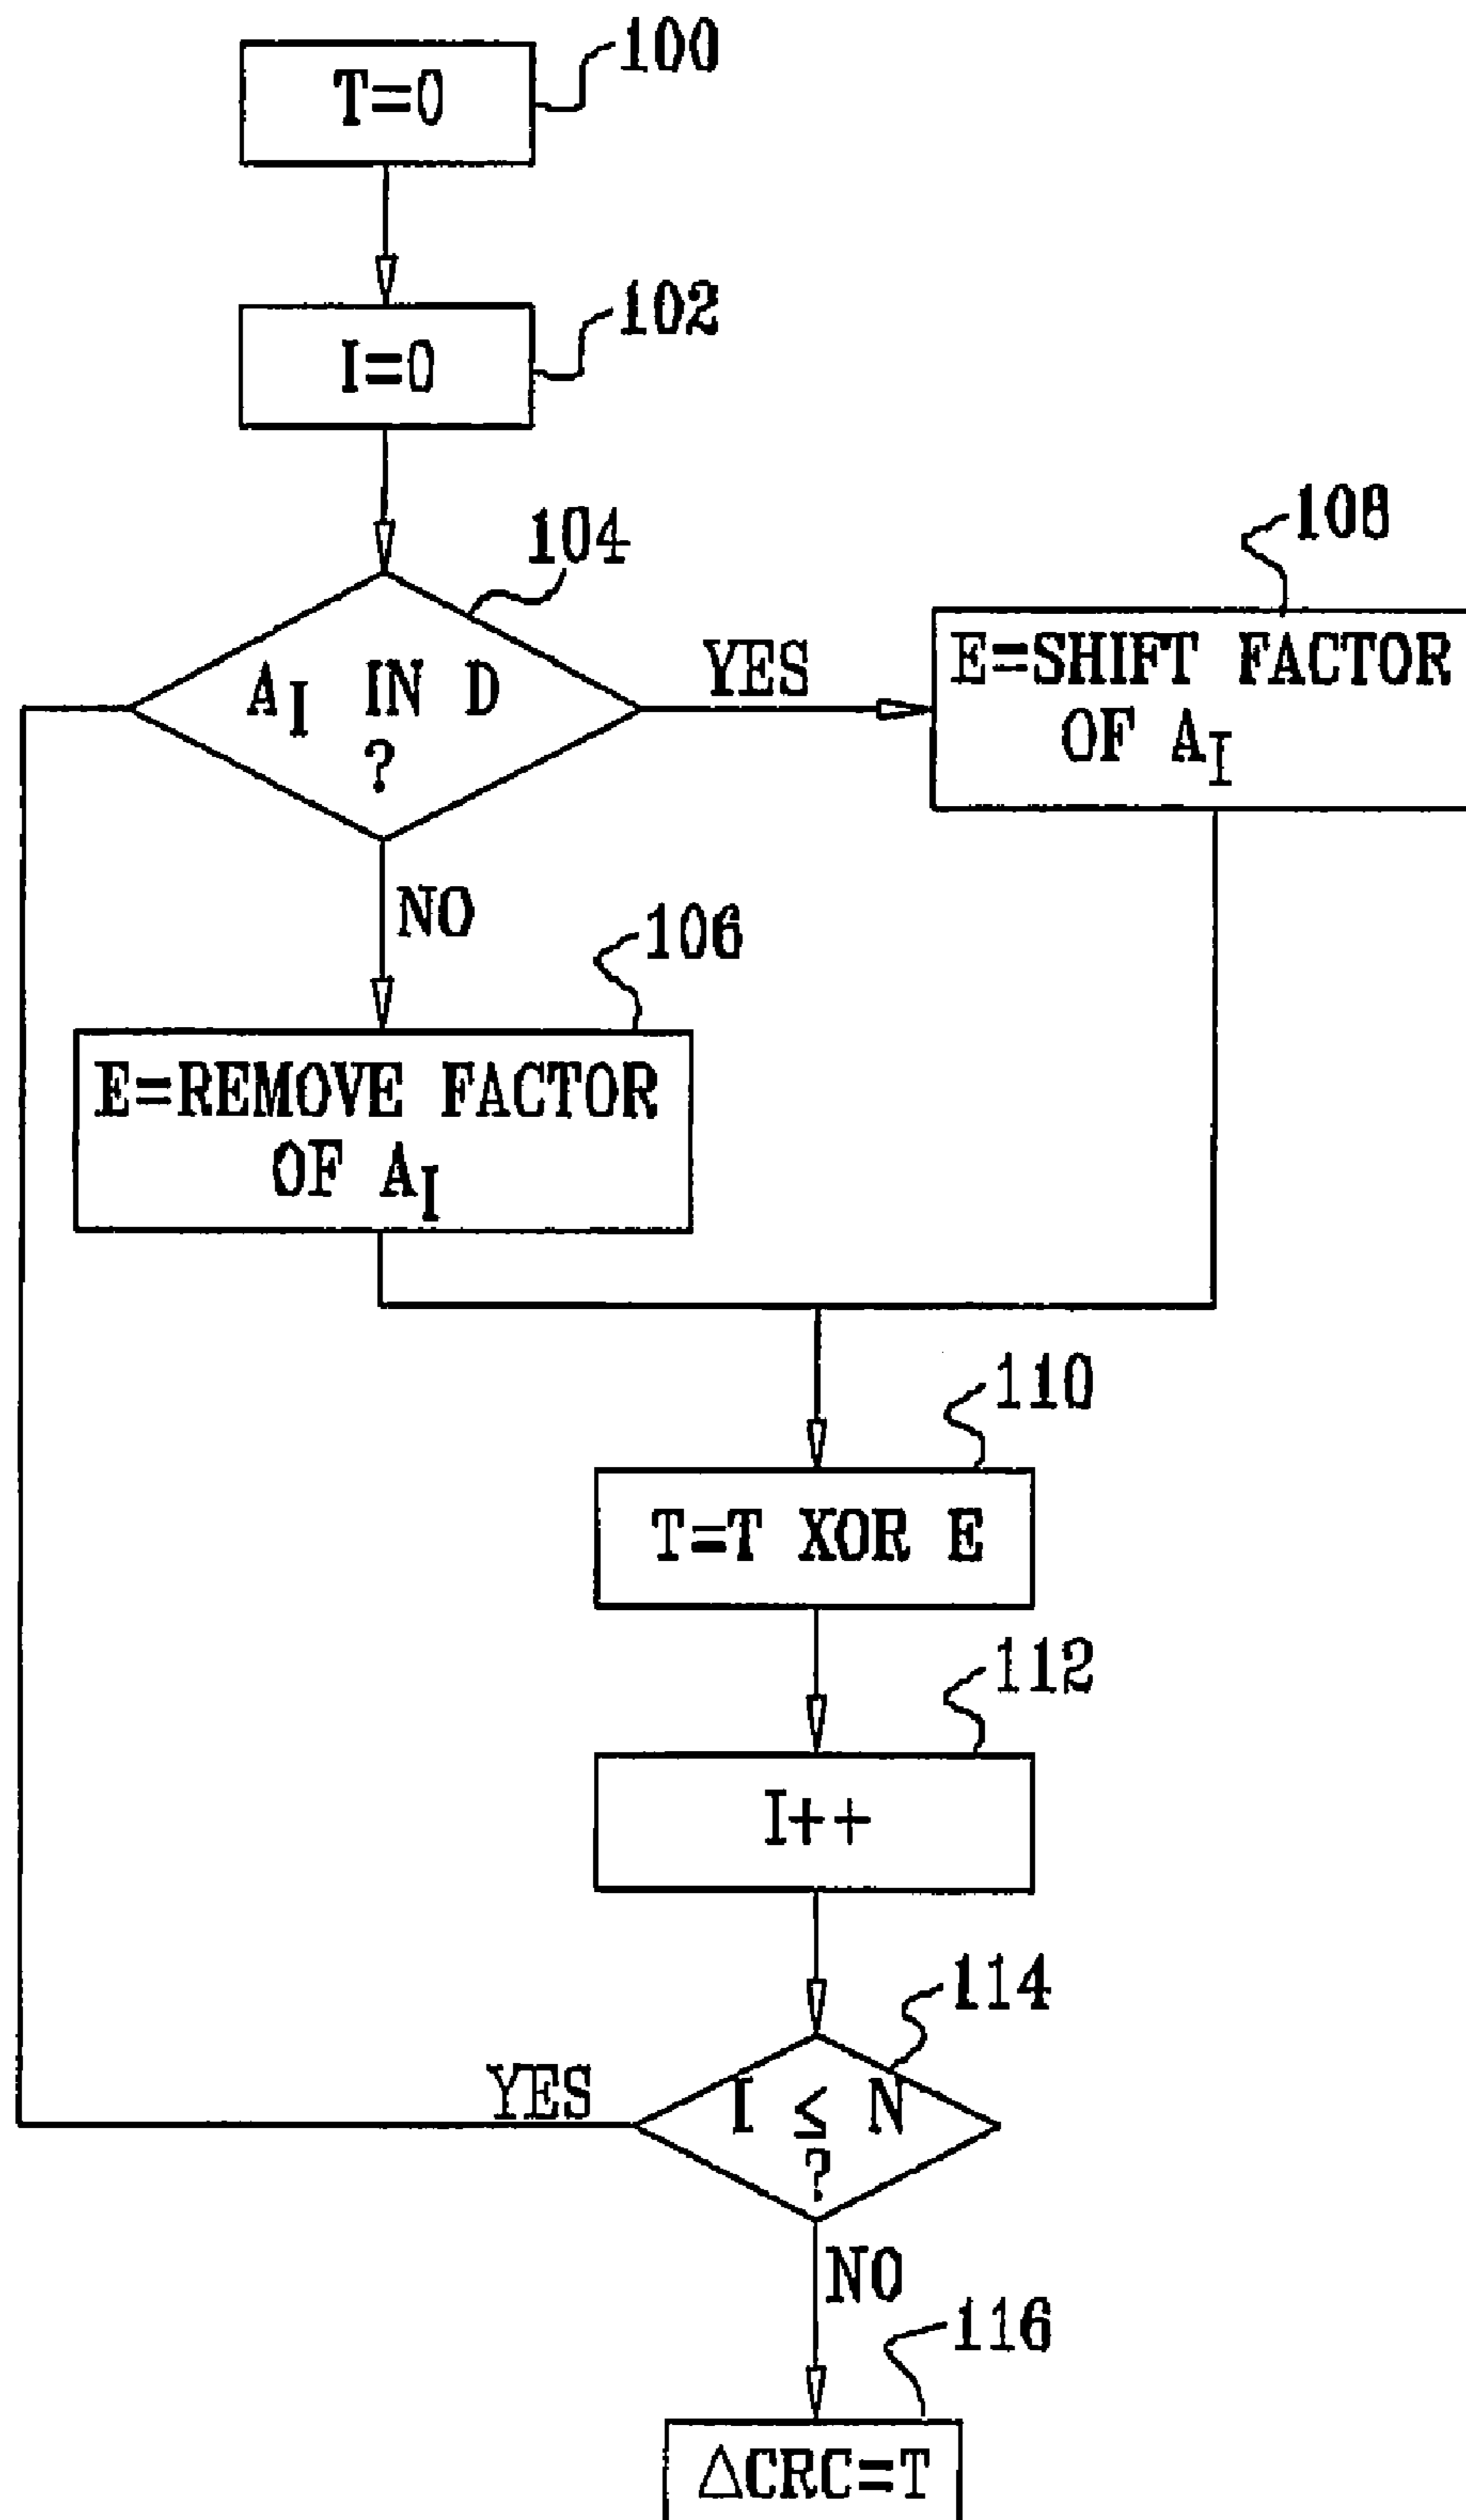 100
T=0
102
I=0
104
A_I IN D
?
YES
108
E=SHIFT FACTOR
OF A_I
NO
106
E=REMOVE FACTOR
OF A_I
110
T=T XOR E
112
I++
114
YES
I ≤ N
?
NO
116
△CRC=T